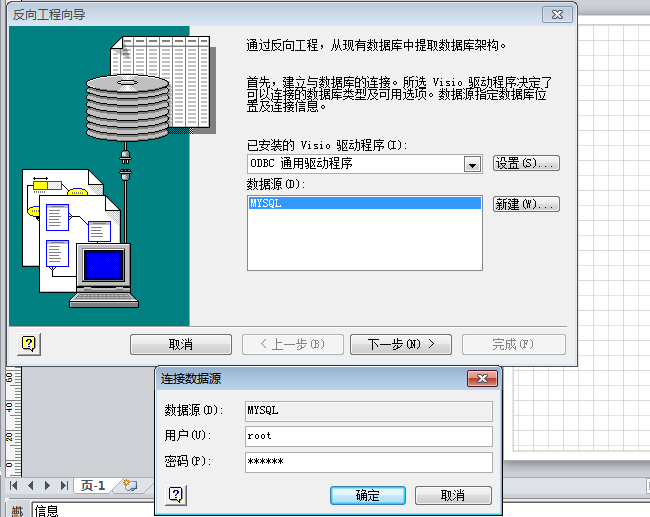 反向工程向导
通过反向工程，从现有数据库中提取数据库架构。
首先，建立与数据库的连接。所选 Visio 驱动程序决定了
可以连接的数据库类型及可用选项。数据源指定数据库位
置及连接信息。
已安装的 Visio 驱动程序(I):
ODBC 通用驱动程序
设置(S)...
数据源(D):
MYSQL
新建(W)...
取消
< 上一步(B)
下一步(N) >
完成(F)
连接数据源
数据源(D):
MYSQL
用户(U):
root
密码(P):
******
确定
取消
60
40
20
0
页-1
信息